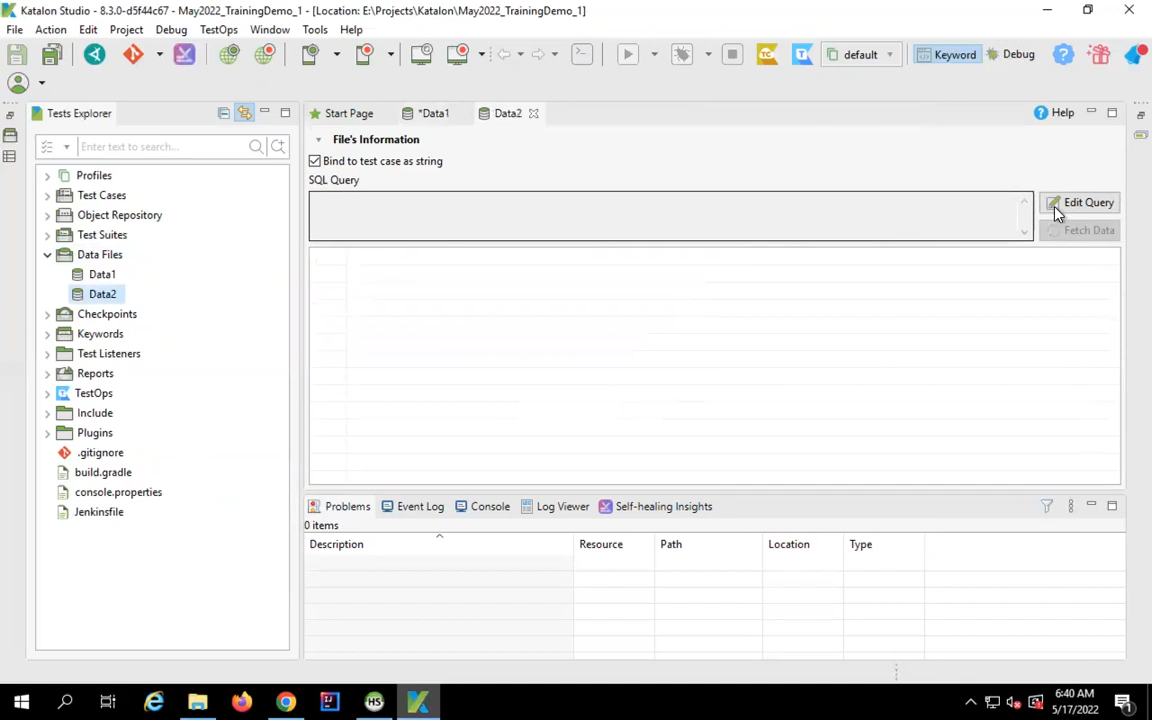 Katalon Studio - 8.3.0-d5f44c67 - May2022_TrainingDemo_1 - [Location: E:\Projects\Katalon\May2022_TrainingDemo_1]
File Action Edit Project Debug TestOps Window Tools Help
default Keyword Debug
Tests Explorer
Start Page *Data1 Data2 Help
File's Information
Enter text to search...
Bind to test case as string
SQL Query
Profiles
Test Cases
Edit Query
Object Repository
Fetch Data
Test Suites
Data Files
Data1
Data2
Checkpoints
Keywords
Test Listeners
Reports
TestOps
Include
Plugins
.gitignore
build.gradle
console.properties
Jenkinsfile
Problems Event Log Console Log Viewer Self-healing Insights
0 items
Description Resource Path Location Type
6:40 AM
5/17/2022